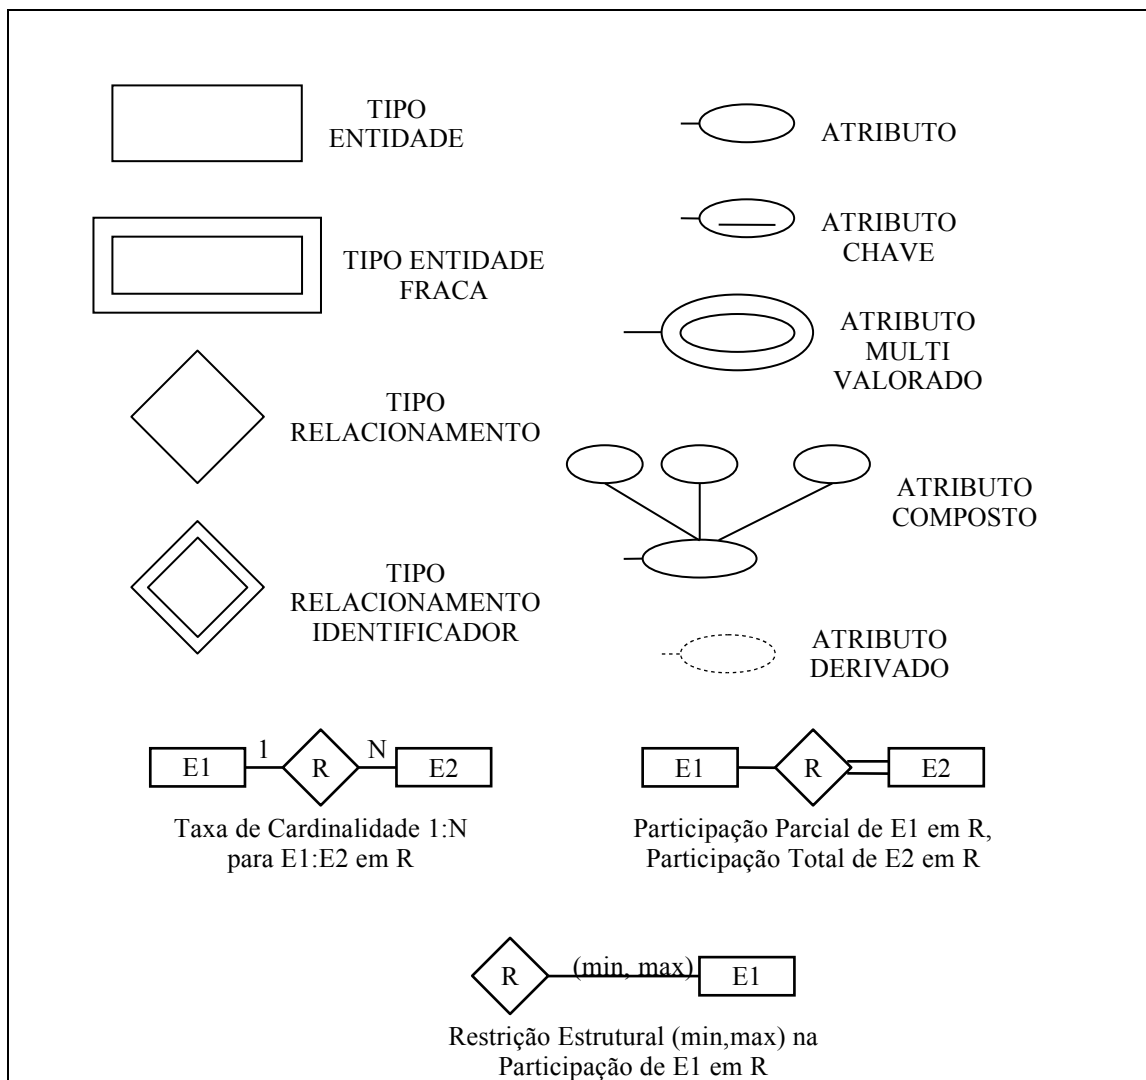 TIPO
ENTIDADE
TIPO ENTIDADE
FRACA
TIPO
RELACIONAMENTO
TIPO
RELACIONAMENTO
IDENTIFICADOR
ATRIBUTO
ATRIBUTO
CHAVE
ATRIBUTO
MULTI
VALORADO
ATRIBUTO
COMPOSTO
ATRIBUTO
DERIVADO
E1 1 R N E2
Taxa de Cardinalidade 1:N
para E1:E2 em R
E1 R E2
Participação Parcial de E1 em R,
Participação Total de E2 em R
R (min, max) E1
Restrição Estrutural (min,max) na
Participação de E1 em R